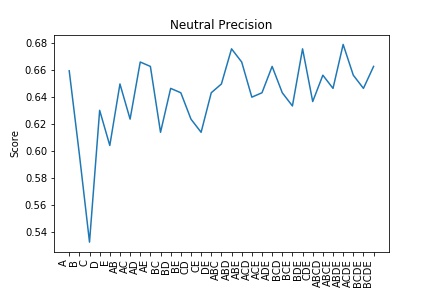 Neutral Precision
Score
0.68
0.66
0.64
0.62
0.60
0.58
0.56
0.54
A
B
C
D
E
AB
AC
AD
AE
BC
BD
BE
CD
CE
DE
ABC
ABD
ABE
ACD
ACE
ADE
BCD
BCE
BDE
CDE
ABCD
ABCE
ABDE
ACDE
BCDE
BCDE